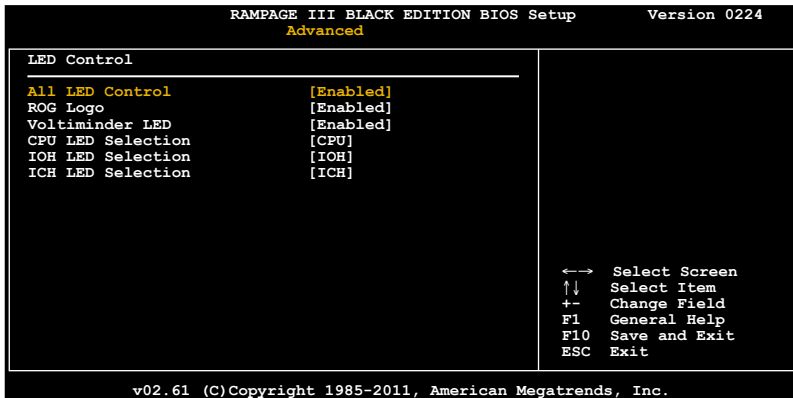 RAMPAGE III BLACK EDITION BIOS Setup Version 0224
Advanced
LED Control
All LED Control [Enabled]
ROG Logo [Enabled]
Voltiminder LED [Enabled]
CPU LED Selection [CPU]
IOH LED Selection [IOH]
ICH LED Selection [ICH]
←→ Select Screen
↑↓ Select Item
+- Change Field
F1 General Help
F10 Save and Exit
ESC Exit
v02.61 (C)Copyright 1985-2011, American Megatrends, Inc.